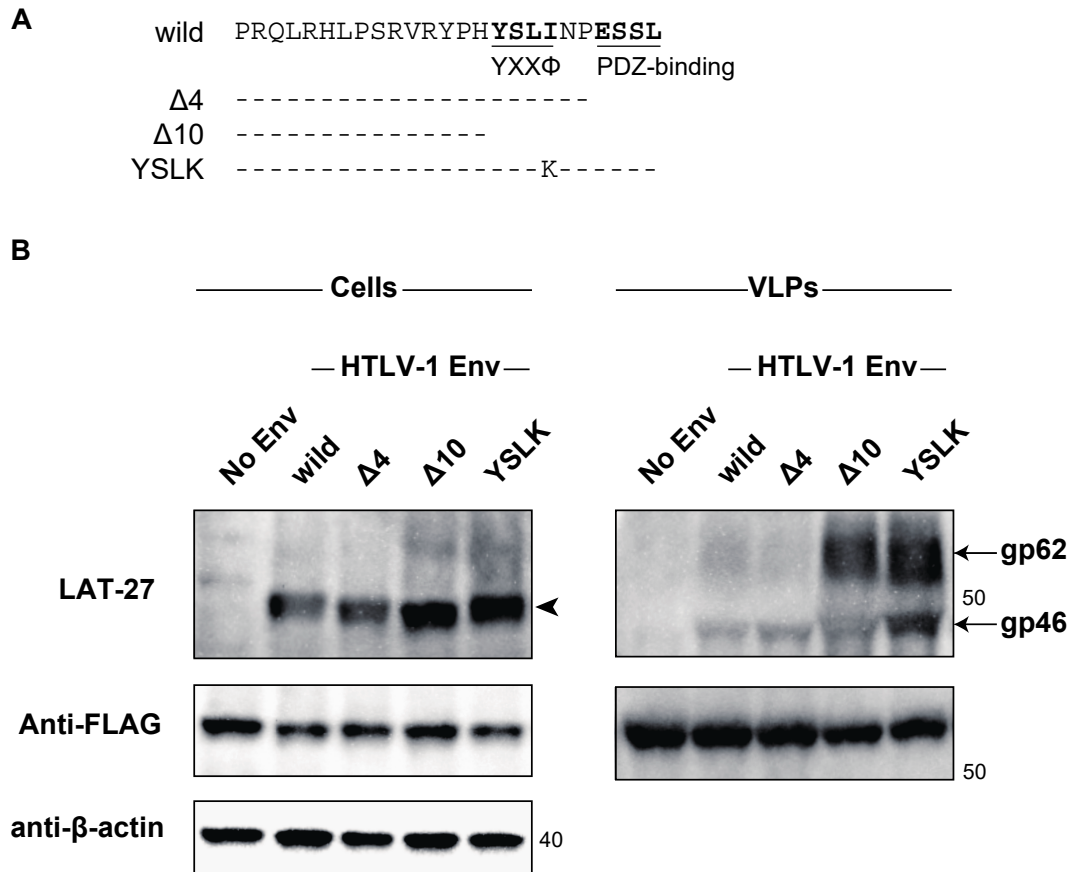 A
wild PRQLRHLPSRVRYPHYSLINPESSL
YXXΦ PDZ-binding
Δ4 ---------------------
Δ10 ---------------
YSLK ------------------K------
B
Cells VLPs
HTLV-1 Env HTLV-1 Env
No Env wild Δ4 Δ10 YSLK No Env wild Δ4 Δ10 YSLK
LAT-27 gp62
50
gp46
Anti-FLAG
50
anti-β-actin 40